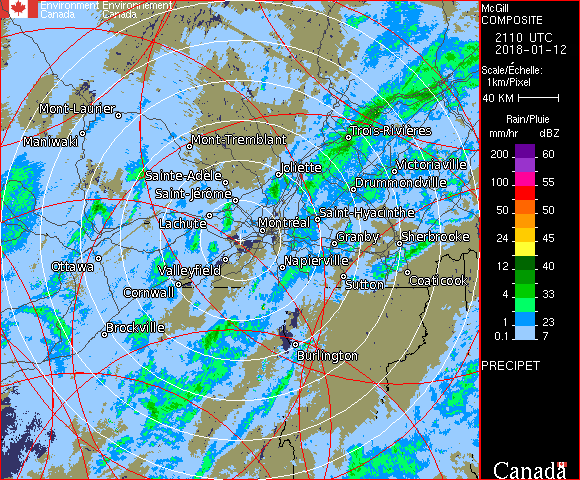 Environment Environnement
Canada Canada
McGill
COMPOSITE
2110 UTC
2018-01-12
Scale/Échelle:
1km/Pixel
40 KM
Rain/Pluie
mm/hr dBZ
200 60
150 55
100 55
50 50
24 45
12 40
4 33
1 23
0.1 7
PRECIPET
Canada
Mont-Laurier
Maniwaki
Mont-Tremblant
Trois-Rivières
Joliette
Victoriaville
Sainte-Adèle
Drummondville
Saint-Jérôme
Lachute
Montréal
Saint-Hyacinthe
Granby
Sherbrooke
Ottawa
Valleyfield
Napierville
Sutton
Coaticook
Cornwall
Brockville
Burlington